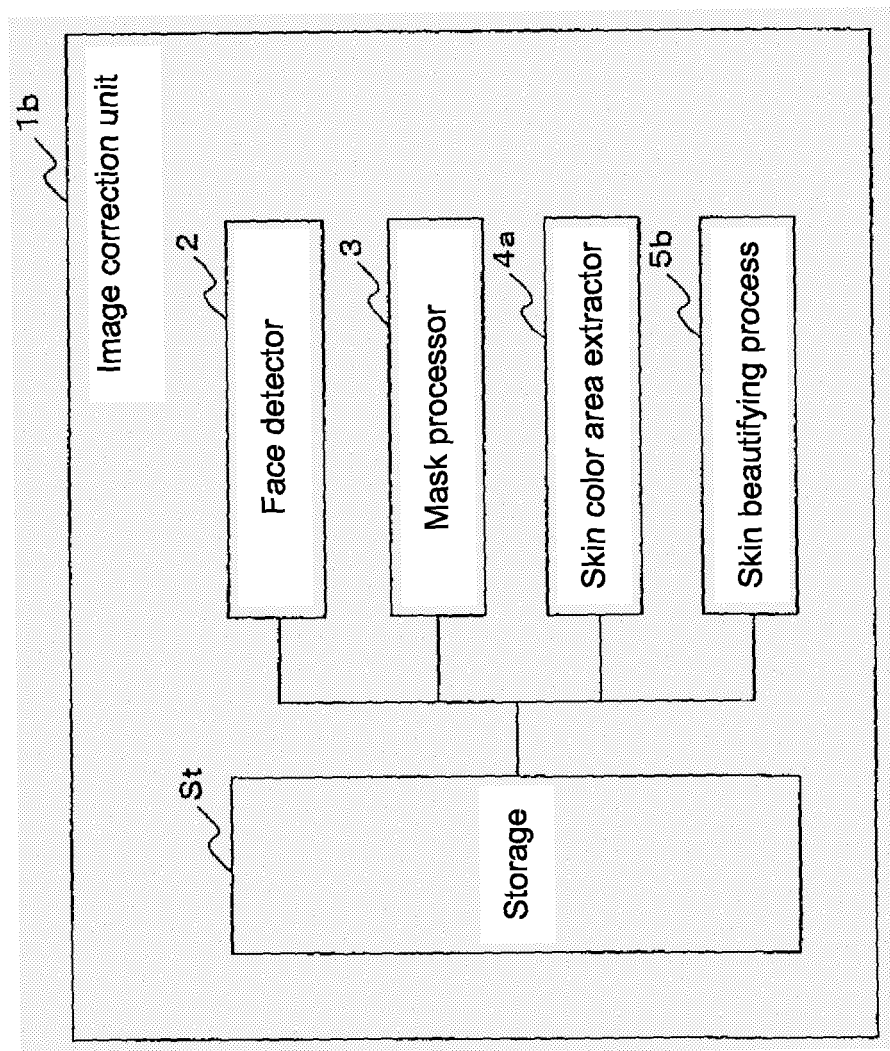 1b
Image correction unit
2
Face detector
3
Mask processor
4a
Skin color area extractor
5b
Skin beautifying process
St
Storage